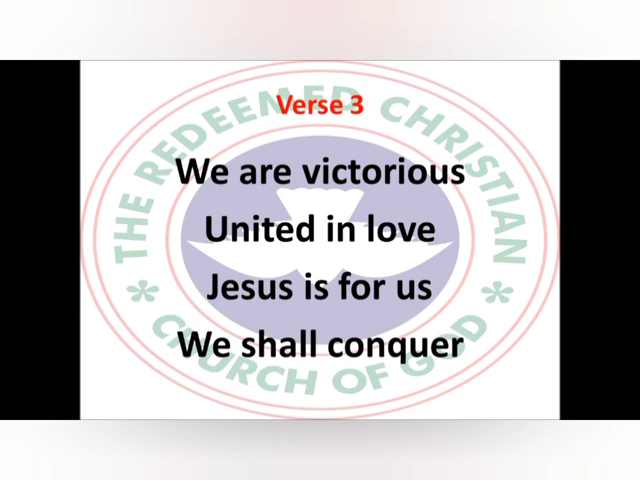 THE REDEEMED CHRISTIAN
Verse 3
We are victorious
United in love
Jesus is for us
We shall conquer
CHURCH OF GOD